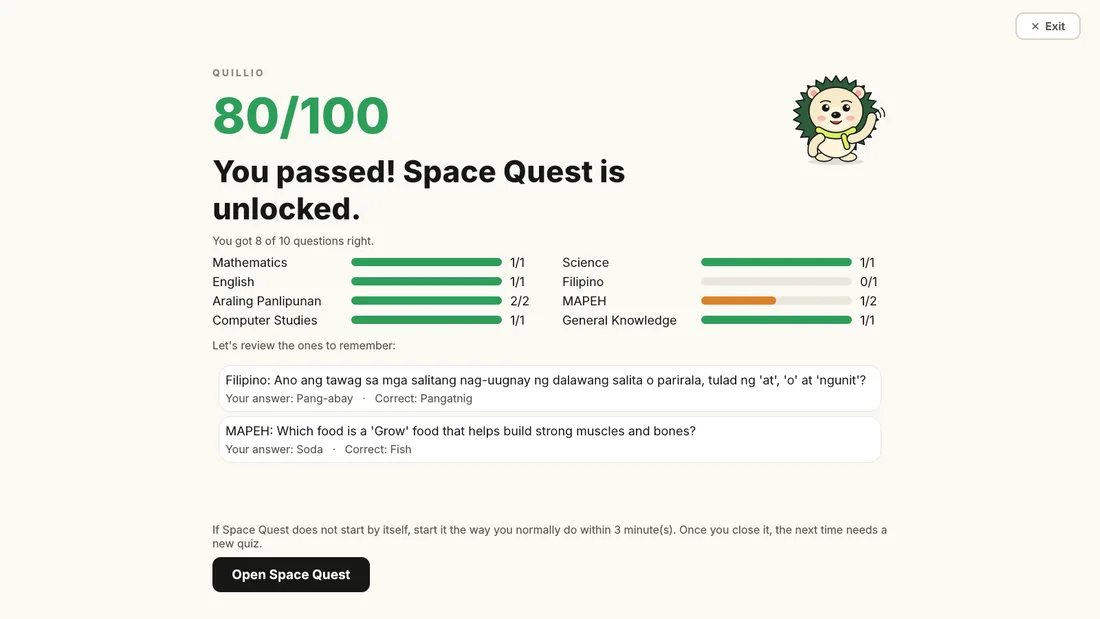 × Exit
QUILLIO
80/100
You passed! Space Quest is
unlocked.
You got 8 of 10 questions right.
Mathematics 1/1
Science 1/1
English 1/1
Filipino 0/1
Araling Panlipunan 2/2
MAPEH 1/2
Computer Studies 1/1
General Knowledge 1/1
Let's review the ones to remember:
Filipino: Ano ang tawag sa mga salitang nag-uugnay ng dalawang salita o parirala, tulad ng 'at', 'o' at 'ngunit'?
Your answer: Pang-abay · Correct: Pangatnig
MAPEH: Which food is a 'Grow' food that helps build strong muscles and bones?
Your answer: Soda · Correct: Fish
If Space Quest does not start by itself, start it the way you normally do within 3 minute(s). Once you close it, the next time needs a
new quiz.
Open Space Quest